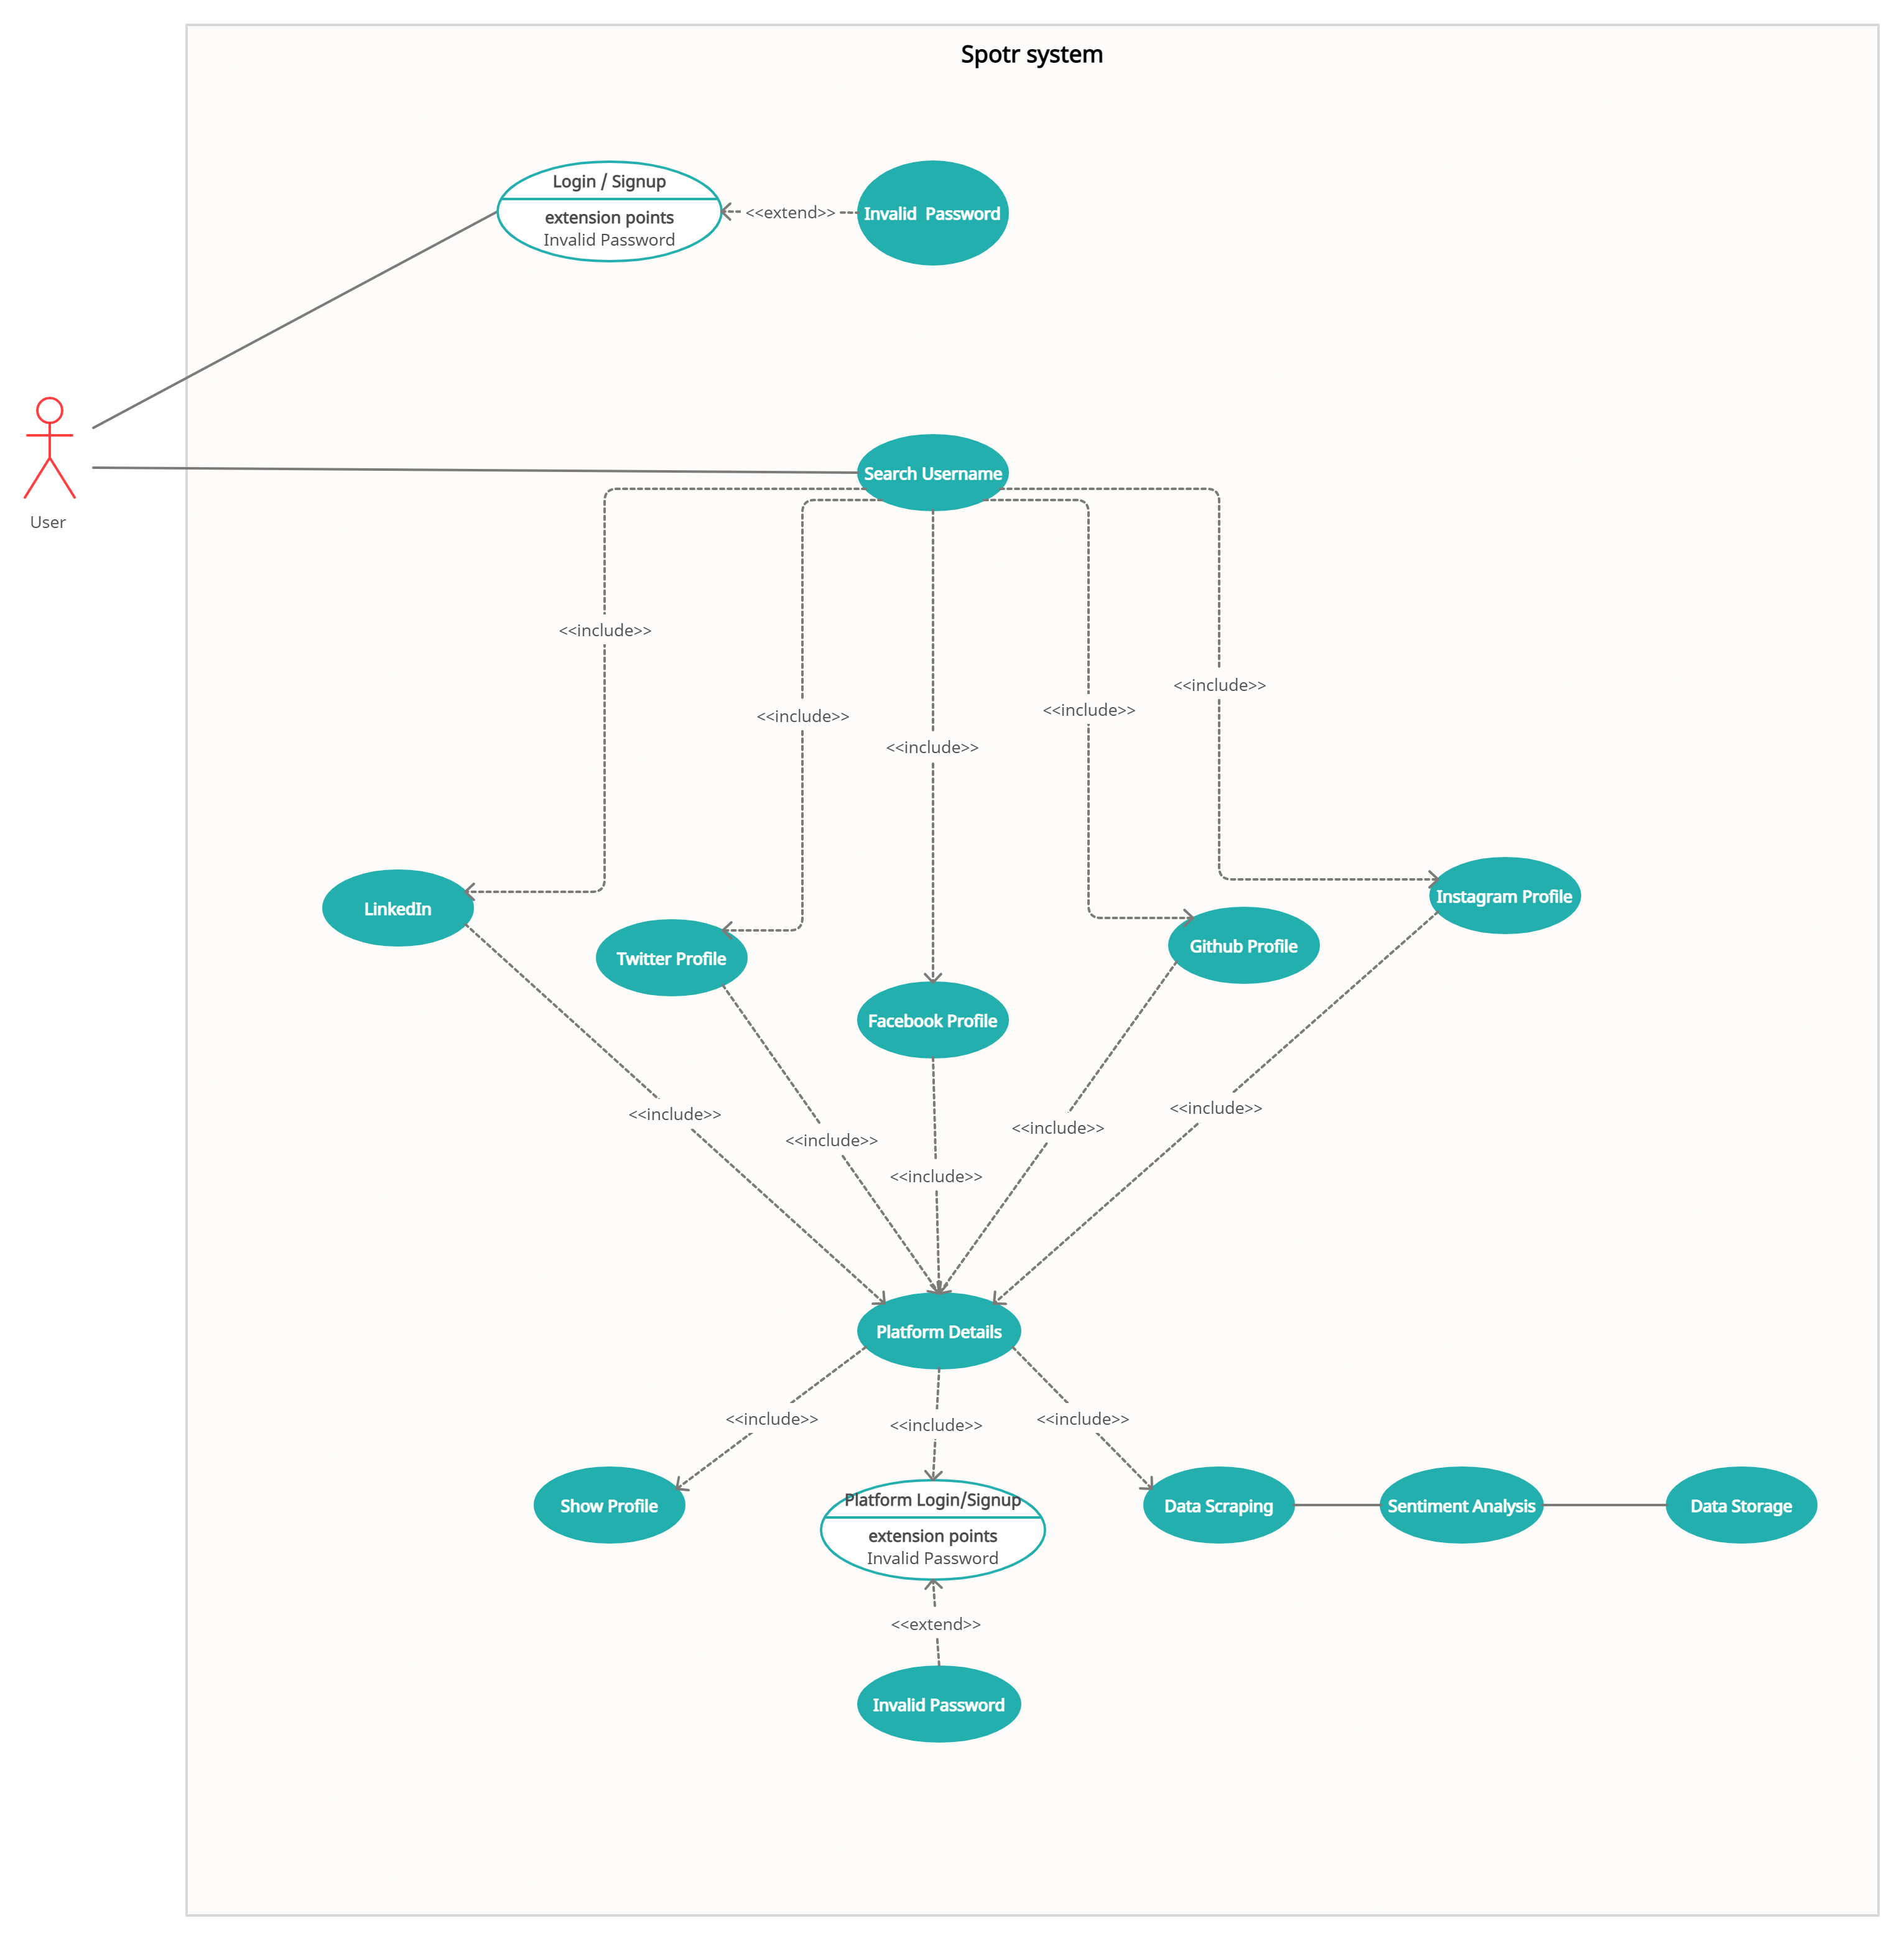 Spotr system
Login / Signup
extension points
Invalid Password
<<extend>>
Invalid  Password
User
Search Username
<<include>>
<<include>>
<<include>>
<<include>>
<<include>>
LinkedIn
Twitter Profile
Facebook Profile
Github Profile
Instagram Profile
<<include>>
<<include>>
<<include>>
<<include>>
<<include>>
Platform Details
<<include>>
<<include>>
<<include>>
Show Profile
Platform Login/Signup
extension points
Invalid Password
Data Scraping
Sentiment Analysis
Data Storage
<<extend>>
Invalid Password